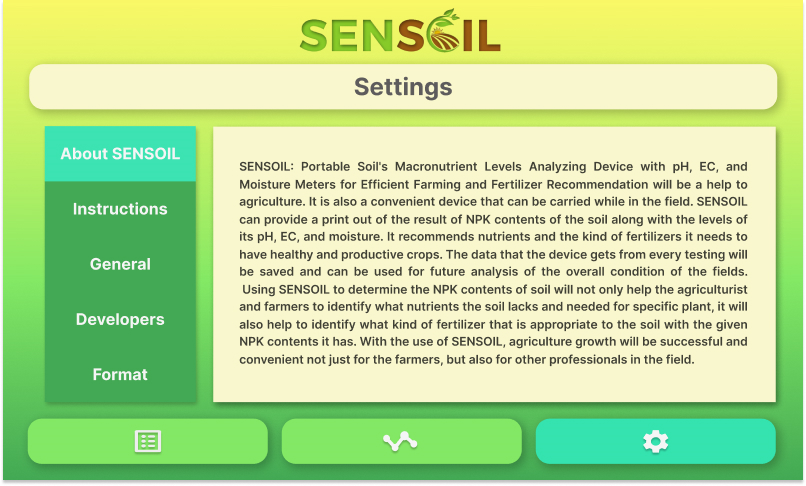 SENSOIL
Settings
About SENSOIL
Instructions
General
Developers
Format
SENSOIL: Portable Soil's Macronutrient Levels Analyzing Device with pH, EC, and
Moisture Meters for Efficient Farming and Fertilizer Recommendation will be a help to
agriculture. It is also a convenient device that can be carried while in the field. SENSOIL
can provide a print out of the result of NPK contents of the soil along with the levels of
its pH, EC, and moisture. It recommends nutrients and the kind of fertilizers it needs to
have healthy and productive crops. The data that the device gets from every testing will
be saved and can be used for future analysis of the overall condition of the fields.
Using SENSOIL to determine the NPK contents of soil will not only help the agriculturist
and farmers to identify what nutrients the soil lacks and needed for specific plant, it will
also help to identify what kind of fertilizer that is appropriate to the soil with the given
NPK contents it has. With the use of SENSOIL, agriculture growth will be successful and
convenient not just for the farmers, but also for other professionals in the field.